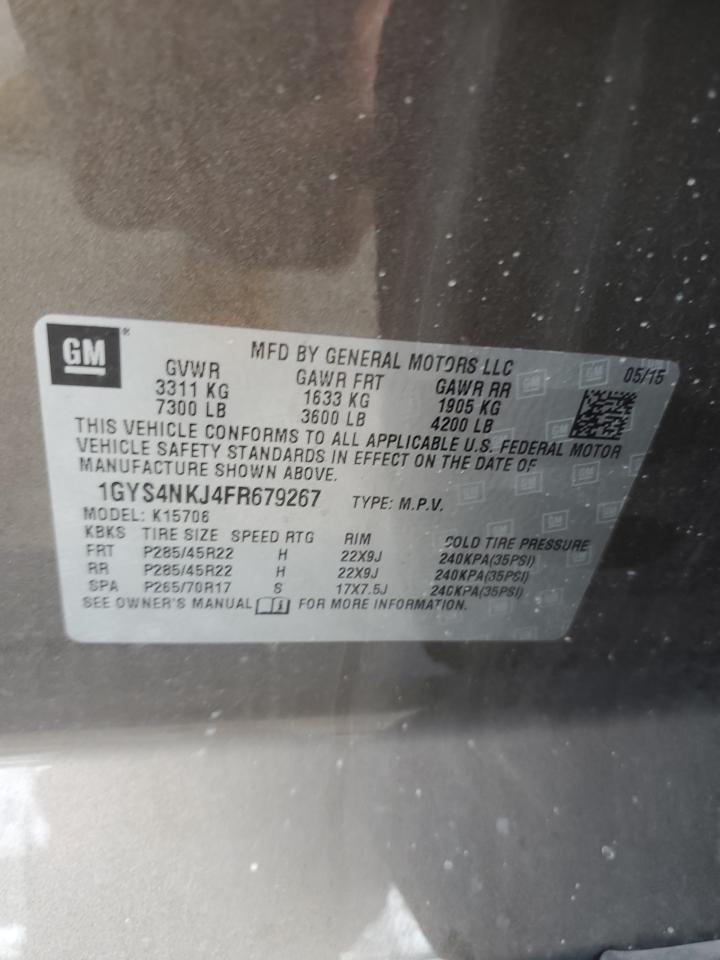 GM®
MFD BY GENERAL MOTORS LLC
05/15
GVWR GAWR FRT GAWR RR
3311 KG 1633 KG 1905 KG
7300 LB 3600 LB 4200 LB
THIS VEHICLE CONFORMS TO ALL APPLICABLE U.S. FEDERAL MOTOR
VEHICLE SAFETY STANDARDS IN EFFECT ON THE DATE OF
MANUFACTURE SHOWN ABOVE.
1GYS4NKJ4FR679267 TYPE: M.P.V.
MODEL: K15706
KBKS TIRE SIZE SPEED RTG RIM COLD TIRE PRESSURE
FRT P285/45R22 H 22X9J 240KPA(35PSI)
RR P285/45R22 H 22X9J 240KPA(35PSI)
SPA P265/70R17 S 17X7.5J 240KPA(35PSI)
SEE OWNER'S MANUAL FOR MORE INFORMATION.